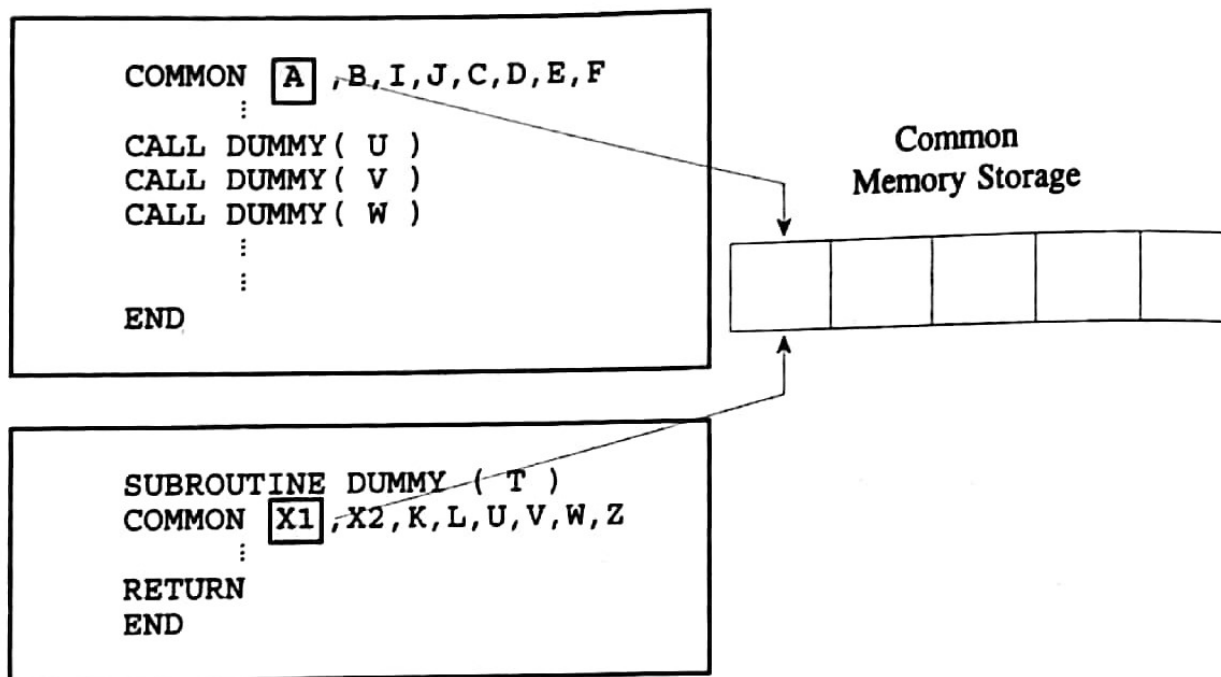 COMMON A ,B,I,J,C,D,E,F
⋮
CALL DUMMY( U )
CALL DUMMY( V )
CALL DUMMY( W )
⋮
⋮
END
Common
Memory Storage
SUBROUTINE DUMMY ( T )
COMMON X1 ,X2,K,L,U,V,W,Z
⋮
RETURN
END